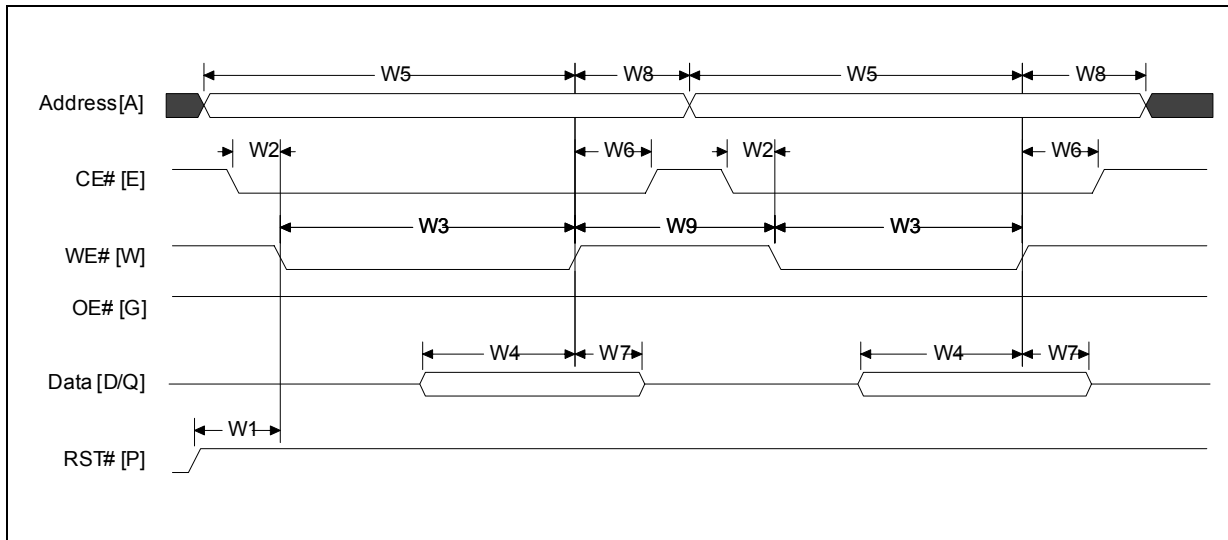 W5 W8 W5 W8
Address [A]
W2 W6 W2 W6
CE# [E]
W3 W9 W3
WE# [W]
OE# [G]
W4 W7 W4 W7
Data [D/Q]
W1
RST# [P]